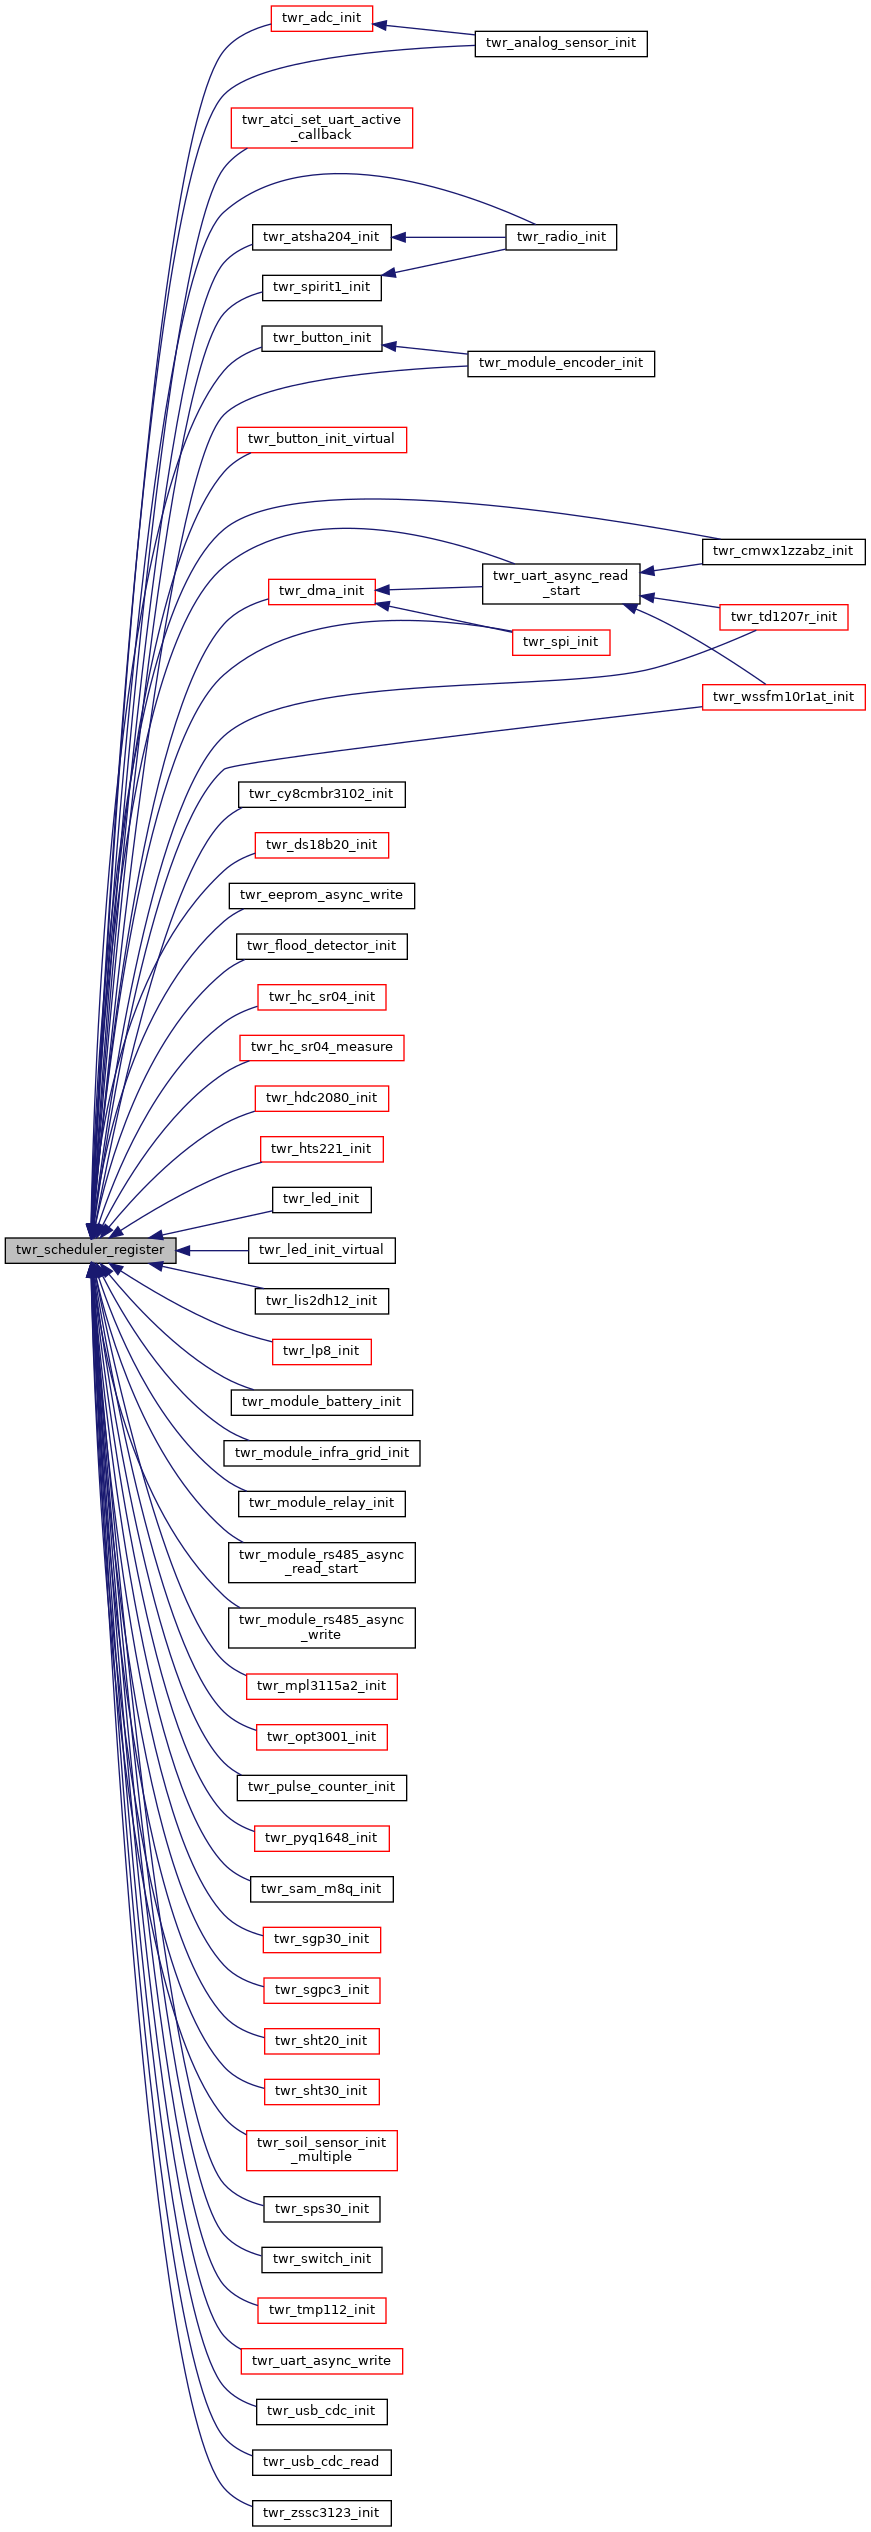 twr_adc_init
twr_analog_sensor_init
twr_atci_set_uart_active
_callback
twr_atsha204_init
twr_radio_init
twr_spirit1_init
twr_button_init
twr_module_encoder_init
twr_button_init_virtual
twr_cmwx1zzabz_init
twr_uart_async_read
_start
twr_dma_init
twr_td1207r_init
twr_spi_init
twr_wssfm10r1at_init
twr_cy8cmbr3102_init
twr_ds18b20_init
twr_eeprom_async_write
twr_flood_detector_init
twr_hc_sr04_init
twr_hc_sr04_measure
twr_hdc2080_init
twr_hts221_init
twr_led_init
twr_scheduler_register
twr_led_init_virtual
twr_lis2dh12_init
twr_lp8_init
twr_module_battery_init
twr_module_infra_grid_init
twr_module_relay_init
twr_module_rs485_async
_read_start
twr_module_rs485_async
_write
twr_mpl3115a2_init
twr_opt3001_init
twr_pulse_counter_init
twr_pyq1648_init
twr_sam_m8q_init
twr_sgp30_init
twr_sgpc3_init
twr_sht20_init
twr_sht30_init
twr_soil_sensor_init
_multiple
twr_sps30_init
twr_switch_init
twr_tmp112_init
twr_uart_async_write
twr_usb_cdc_init
twr_usb_cdc_read
twr_zssc3123_init